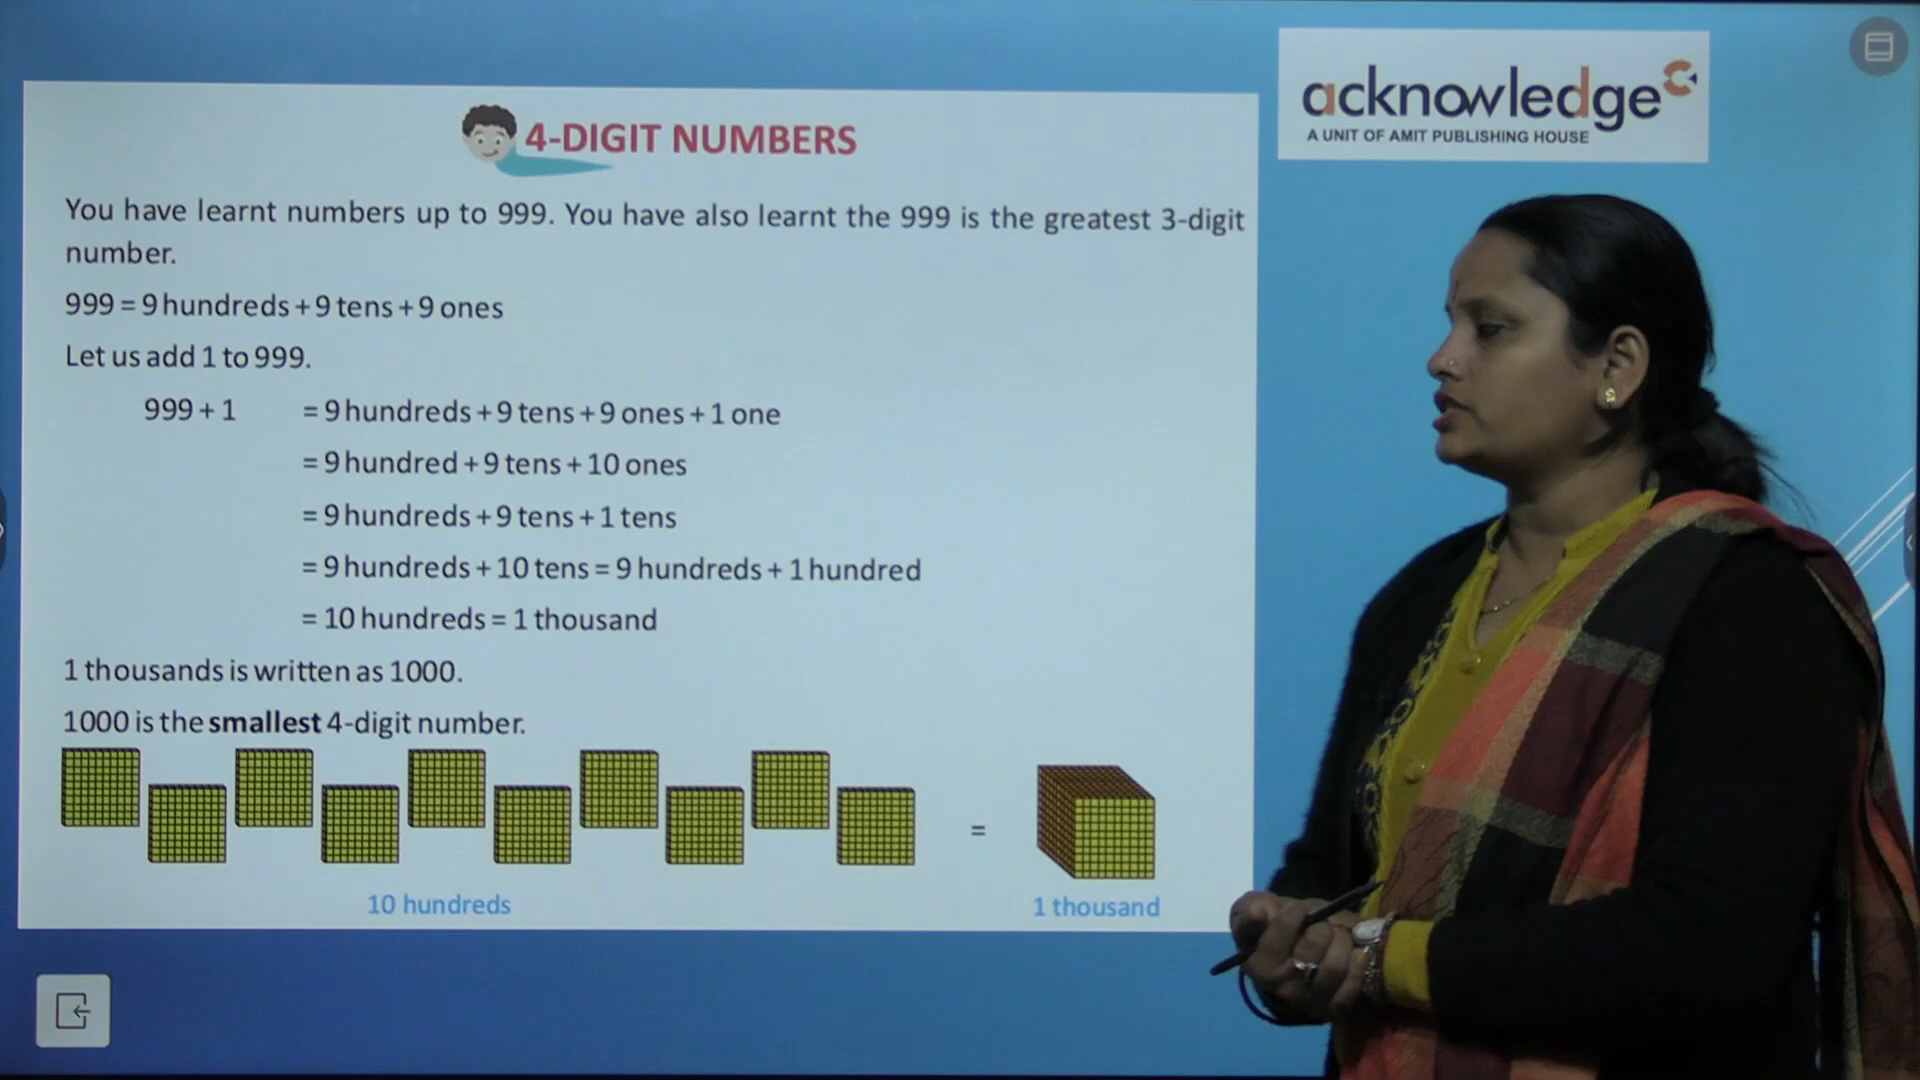 acknowledge
A UNIT OF AMIT PUBLISHING HOUSE
4-DIGIT NUMBERS
You have learnt numbers up to 999. You have also learnt the 999 is the greatest 3-digit
number.
999 = 9 hundreds + 9 tens + 9 ones
Let us add 1 to 999.
999 + 1 = 9 hundreds + 9 tens + 9 ones + 1 one
= 9 hundred + 9 tens + 10 ones
= 9 hundreds + 9 tens + 1 tens
= 9 hundreds + 10 tens = 9 hundreds + 1 hundred
= 10 hundreds = 1 thousand
1 thousands is written as 1000.
1000 is the smallest 4-digit number.
=
10 hundreds 1 thousand